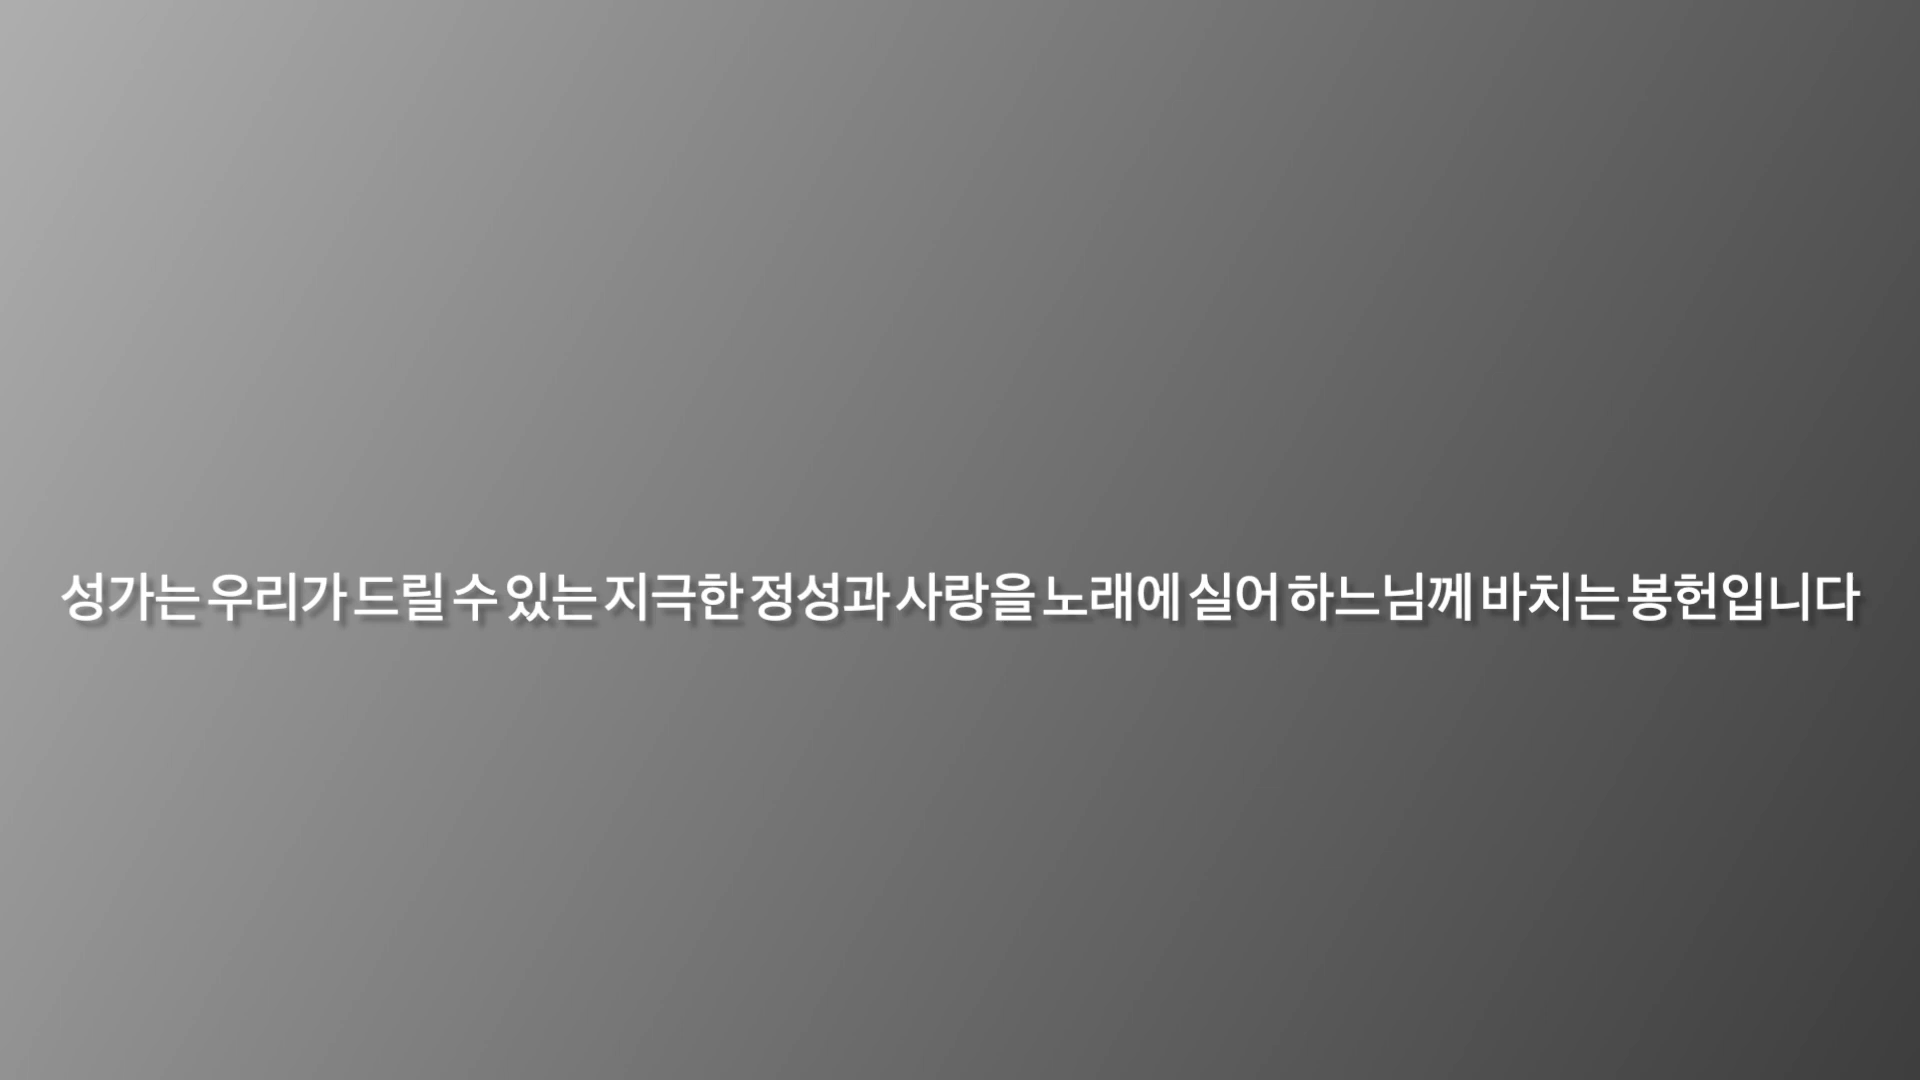 성가는 우리가 드릴 수 있는 지극한 정성과 사랑을 노래에 실어 하느님께 바치는 봉헌입니다